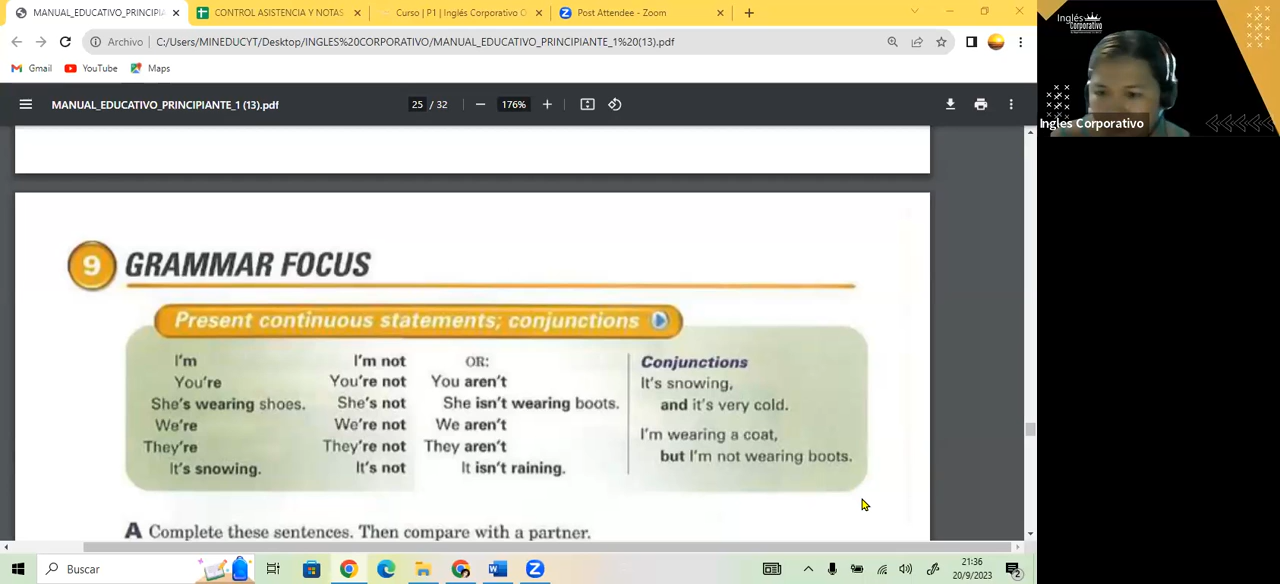 MANUAL_EDUCATIVO_PRINCIPIANTE
CONTROL ASISTENCIA Y NOTAS
Curso | P1 | Inglés Corporativo O
Post Attendee - Zoom
Archivo
C:/Users/MINEDUCYT/Desktop/INGLES%20CORPORATIVO/MANUAL_EDUCATIVO_PRINCIPIANTE_1%20(13).pdf
Gmail
YouTube
Maps
MANUAL_EDUCATIVO_PRINCIPIANTE_1 (13).pdf
25 / 32
176%
9 GRAMMAR FOCUS
Present continuous statements; conjunctions
I'm I'm not OR:
You're You're not You aren't
She's wearing shoes. She's not She isn't wearing boots.
We're We're not We aren't
They're They're not They aren't
It's snowing. It's not It isn't raining.
Conjunctions
It's snowing,
and it's very cold.
I'm wearing a coat,
but I'm not wearing boots.
A Complete these sentences. Then compare with a partner.
Inglés
Corporativo
Ingles Corporativo
Buscar
21:36
20/9/2023
2